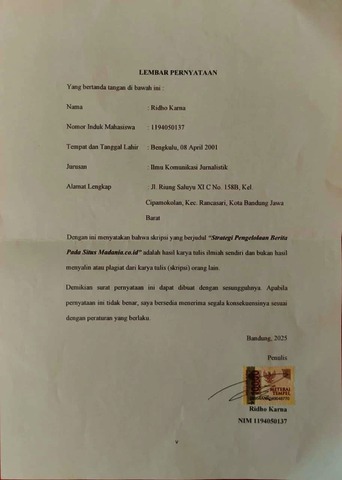 LEMBAR PERNYATAAN
Yang bertanda tangan di bawah ini :
Nama : Ridho Karna
Nomor Induk Mahasiswa : 1194050137
Tempat dan Tanggal Lahir : Bengkulu, 08 April 2001
Jurusan : Ilmu Komunikasi Jurnalistik
Alamat Lengkap : Jl. Riung Saluyu XI C No. 158B, Kel.
Cipamokolan, Kec. Rancasari, Kota Bandung Jawa
Barat
Dengan ini menyatakan bahwa skripsi yang berjudul "Strategi Pengelolaan Berita
Pada Situs Madania.co.id" adalah hasil karya tulis ilmiah sendiri dan bukan hasil
menyalin atau plagiat dari karya tulis (skripsi) orang lain.
Demikian surat pernyataan ini dapat dibuat dengan sesungguhnya. Apabila
pernyataan ini tidak benar, saya bersedia menerima segala konsekuensinya sesuai
dengan peraturan yang berlaku.
Bandung, 2025
Penulis
10000
METERAI
TEMPEL
Ridho Karna
NIM 1194050137
v